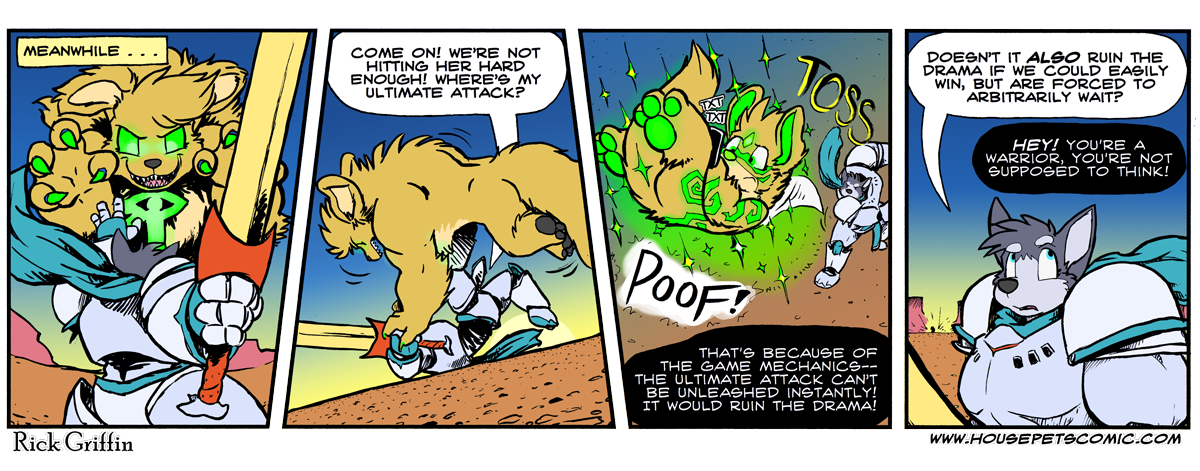 MEANWHILE . . .
COME ON! WE'RE NOT
HITTING HER HARD
ENOUGH! WHERE'S MY
ULTIMATE ATTACK?
TOSS
TXT
TXT
POOF!
THAT'S BECAUSE OF
THE GAME MECHANICS--
THE ULTIMATE ATTACK CAN'T
BE UNLEASHED INSTANTLY!
IT WOULD RUIN THE DRAMA!
DOESN'T IT ALSO RUIN THE
DRAMA IF WE COULD EASILY
WIN, BUT ARE FORCED TO
ARBITRARILY WAIT?
HEY! YOU'RE A
WARRIOR, YOU'RE NOT
SUPPOSED TO THINK!
Rick Griffin
WWW.HOUSEPETSCOMIC.COM